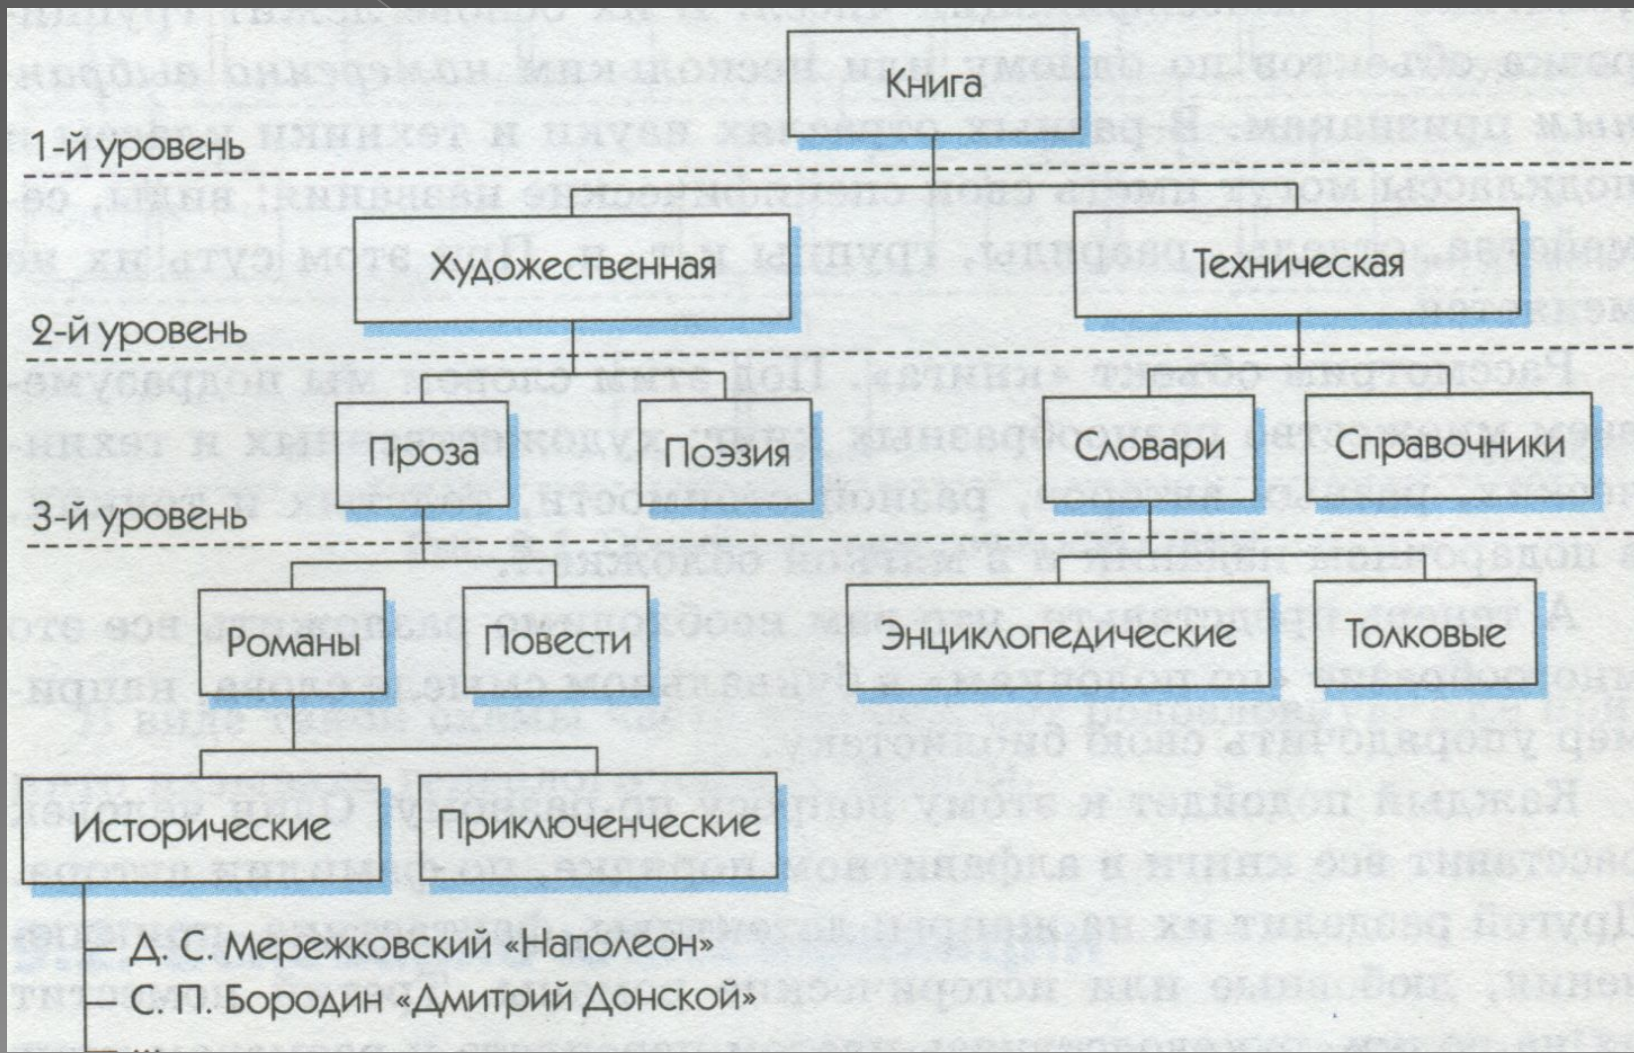 Книга
1-й уровень
Художественная
Техническая
2-й уровень
Проза
Поэзия
Словари
Справочники
3-й уровень
Романы
Повести
Энциклопедические
Толковые
Исторические
Приключенческие
Д. С. Мережковский «Наполеон»
С. П. Бородин «Дмитрий Донской»
...